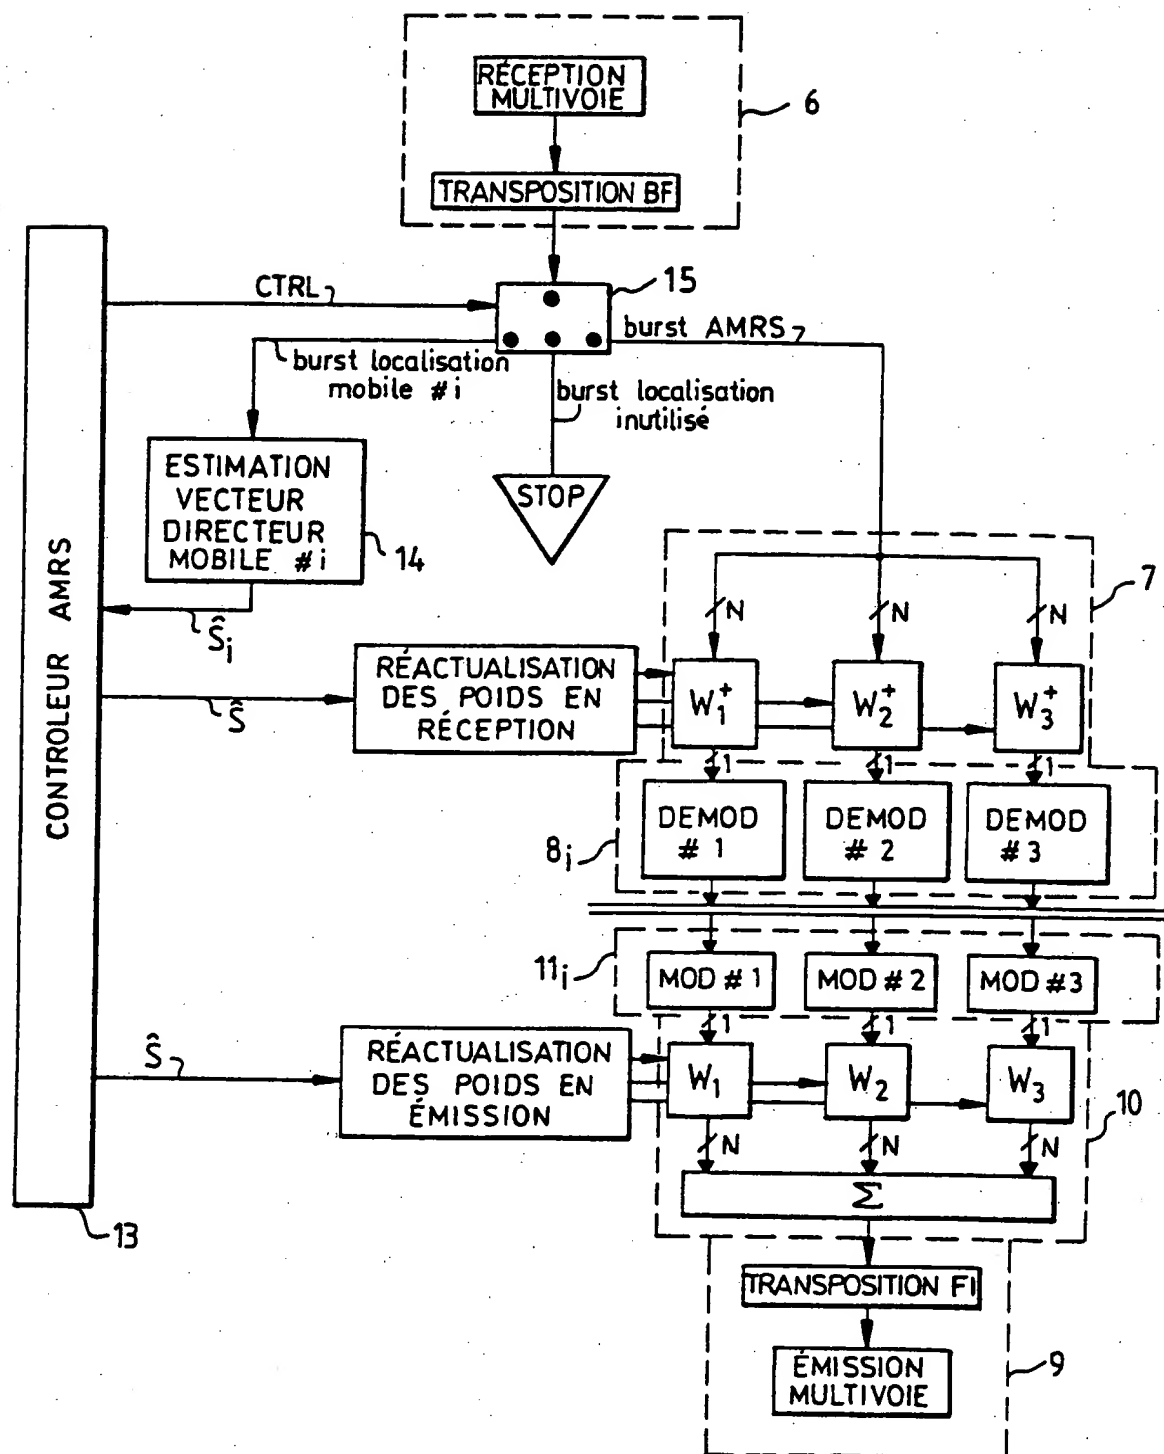 RÉCEPTION
MULTIVOIE
6
TRANSPOSITION BF
15
CTRL
burst AMRS
burst localisation
mobile #i
burst localisation
inutilisé
ESTIMATION
VECTEUR
DIRECTEUR
MOBILE #i
14
STOP
CONTROLEUR AMRS
7
N
N
N
Ŝi
RÉACTUALISATION
DES POIDS EN
RÉCEPTION
W1+
W2+
W3+
Ŝ
1
1
1
DEMOD
#1
DEMOD
#2
DEMOD
#3
8i
11i
MOD #1
MOD #2
MOD #3
1
1
1
Ŝ
RÉACTUALISATION
DES POIDS EN
ÉMISSION
W1
W2
W3
10
N
N
N
Σ
13
TRANSPOSITION FI
ÉMISSION
MULTIVOIE
9